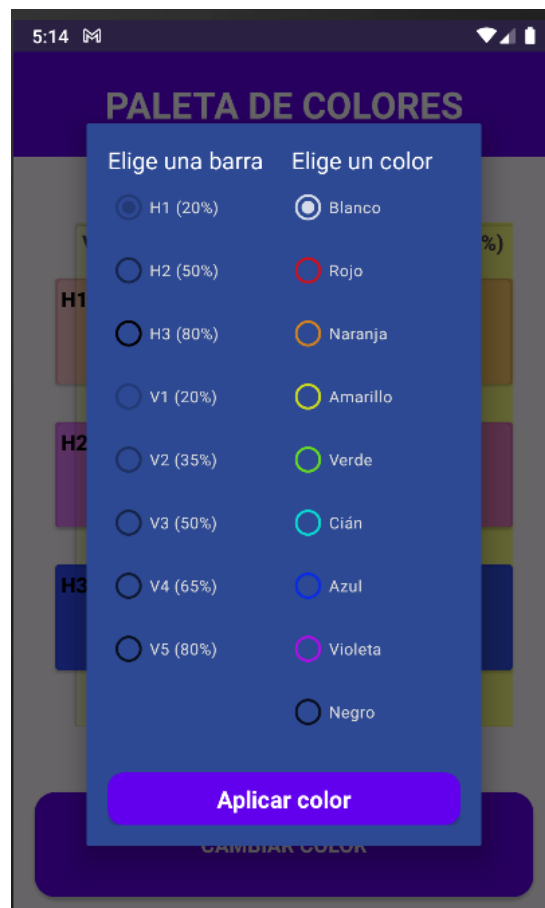 5:14
PALETA DE COLORES
Elige una barra
Elige un color
H1 (20%)
Blanco
H2 (50%)
Rojo
H3 (80%)
Naranja
V1 (20%)
Amarillo
V2 (35%)
Verde
V3 (50%)
Cián
V4 (65%)
Azul
V5 (80%)
Violeta
Negro
Aplicar color
%)
H1
H2
H3
CAMBIAR COLOR